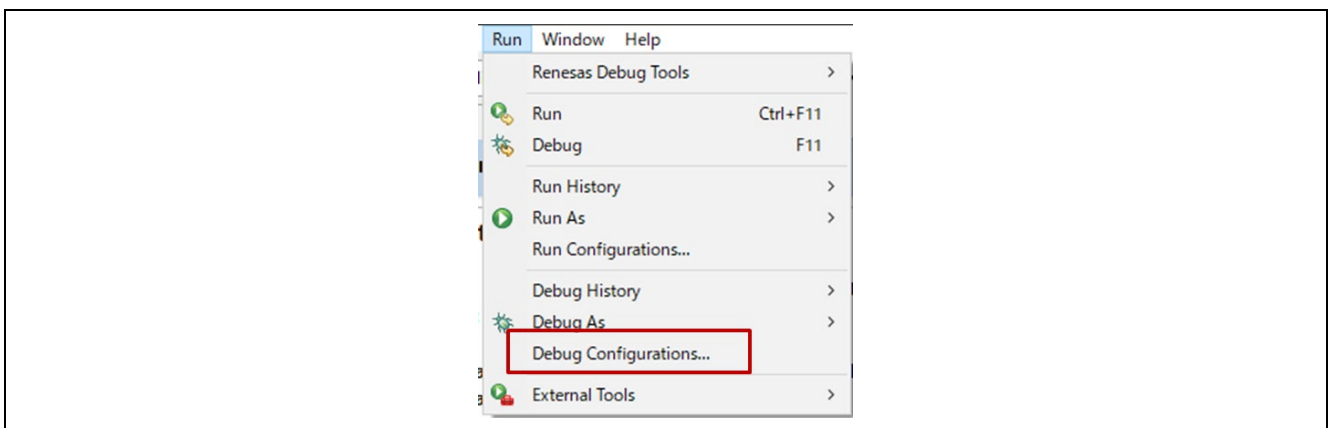 Run Window Help
Renesas Debug Tools
Run Ctrl+F11
Debug F11
Run History
Run As
Run Configurations...
Debug History
Debug As
Debug Configurations...
External Tools